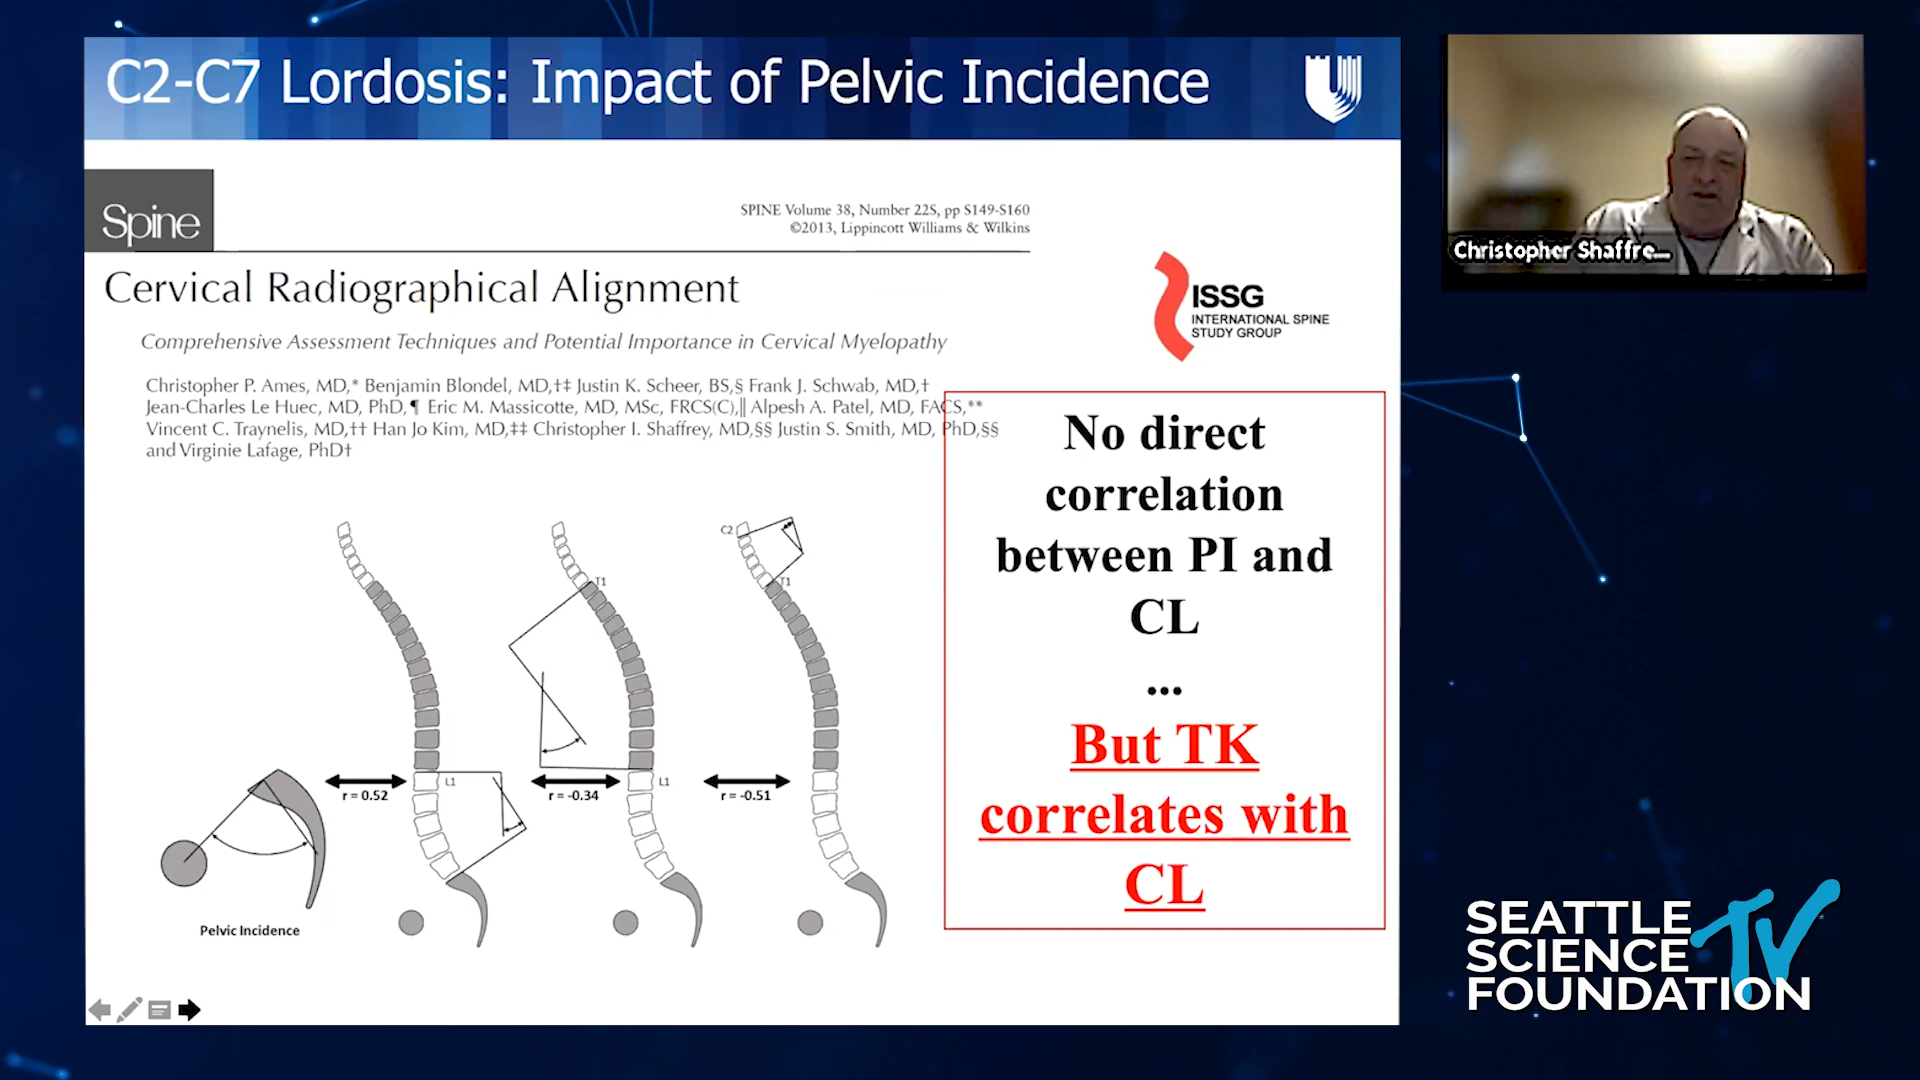 C2-C7 Lordosis: Impact of Pelvic Incidence
Spine
SPINE Volume 38, Number 22S, pp S149-S160
©2013, Lippincott Williams & Wilkins
Cervical Radiographical Alignment
Comprehensive Assessment Techniques and Potential Importance in Cervical Myelopathy
Christopher P. Ames, MD,* Benjamin Blondel, MD,†‡ Justin K. Scheer, BS,§ Frank J. Schwab, MD,†
Jean-Charles Le Huec, MD, PhD,¶ Eric M. Massicotte, MD, MSc, FRCS(C),‖ Alpesh A. Patel, MD, FACS,**
Vincent C. Traynelis, MD,†† Han Jo Kim, MD,‡‡ Christopher I. Shaffrey, MD,§§ Justin S. Smith, MD, PhD,§§
and Virginie Lafage, PhD†
ISSG
INTERNATIONAL SPINE
STUDY GROUP
No direct
correlation
between PI and
CL
...
But TK
correlates with
CL
C2
T1
T1
L1
L1
r = 0.52
r = -0.34
r = -0.51
Pelvic Incidence
Christopher Shaffre...
SEATTLE
SCIENCE
FOUNDATION
TV